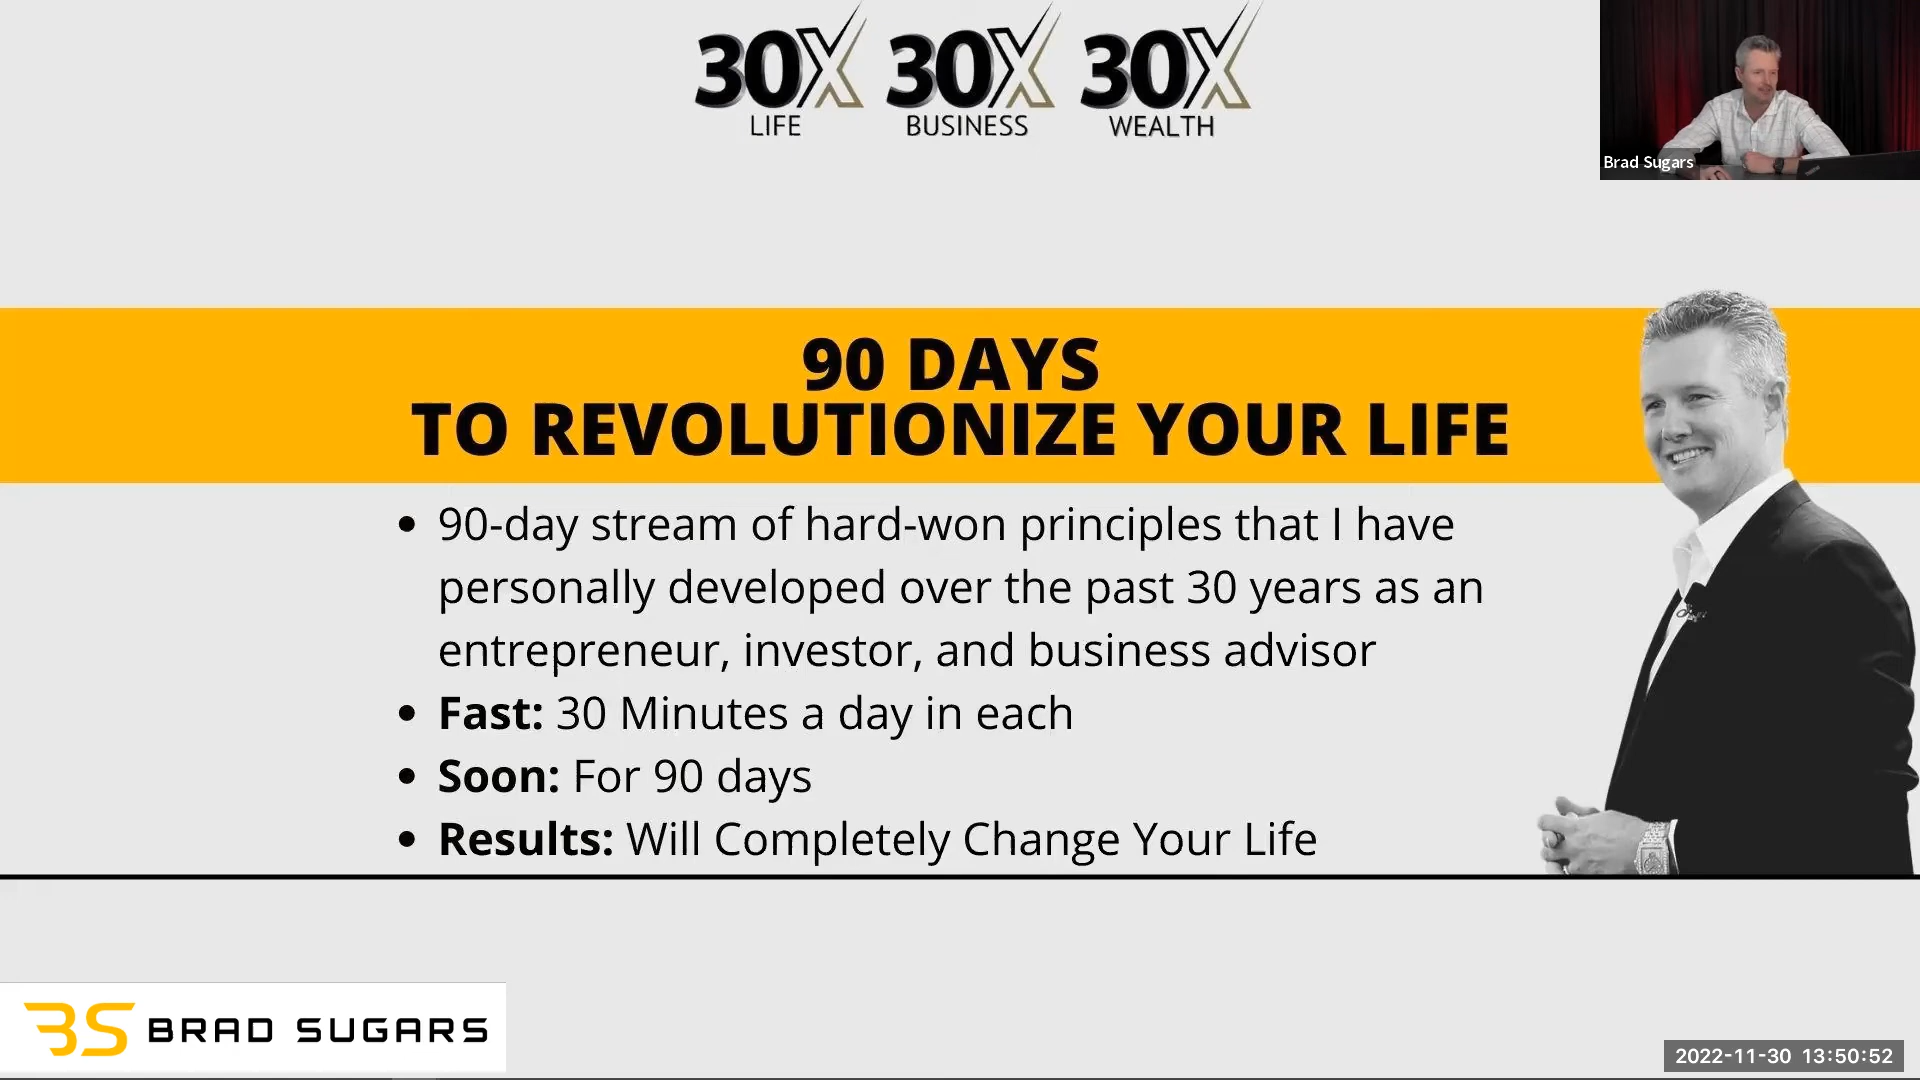 30X 30X 30X
LIFE BUSINESS WEALTH
Brad Sugars
90 DAYS
TO REVOLUTIONIZE YOUR LIFE
• 90-day stream of hard-won principles that I have
personally developed over the past 30 years as an
entrepreneur, investor, and business advisor
• Fast: 30 Minutes a day in each
• Soon: For 90 days
• Results: Will Completely Change Your Life
BS BRAD SUGARS
2022-11-30 13:50:52